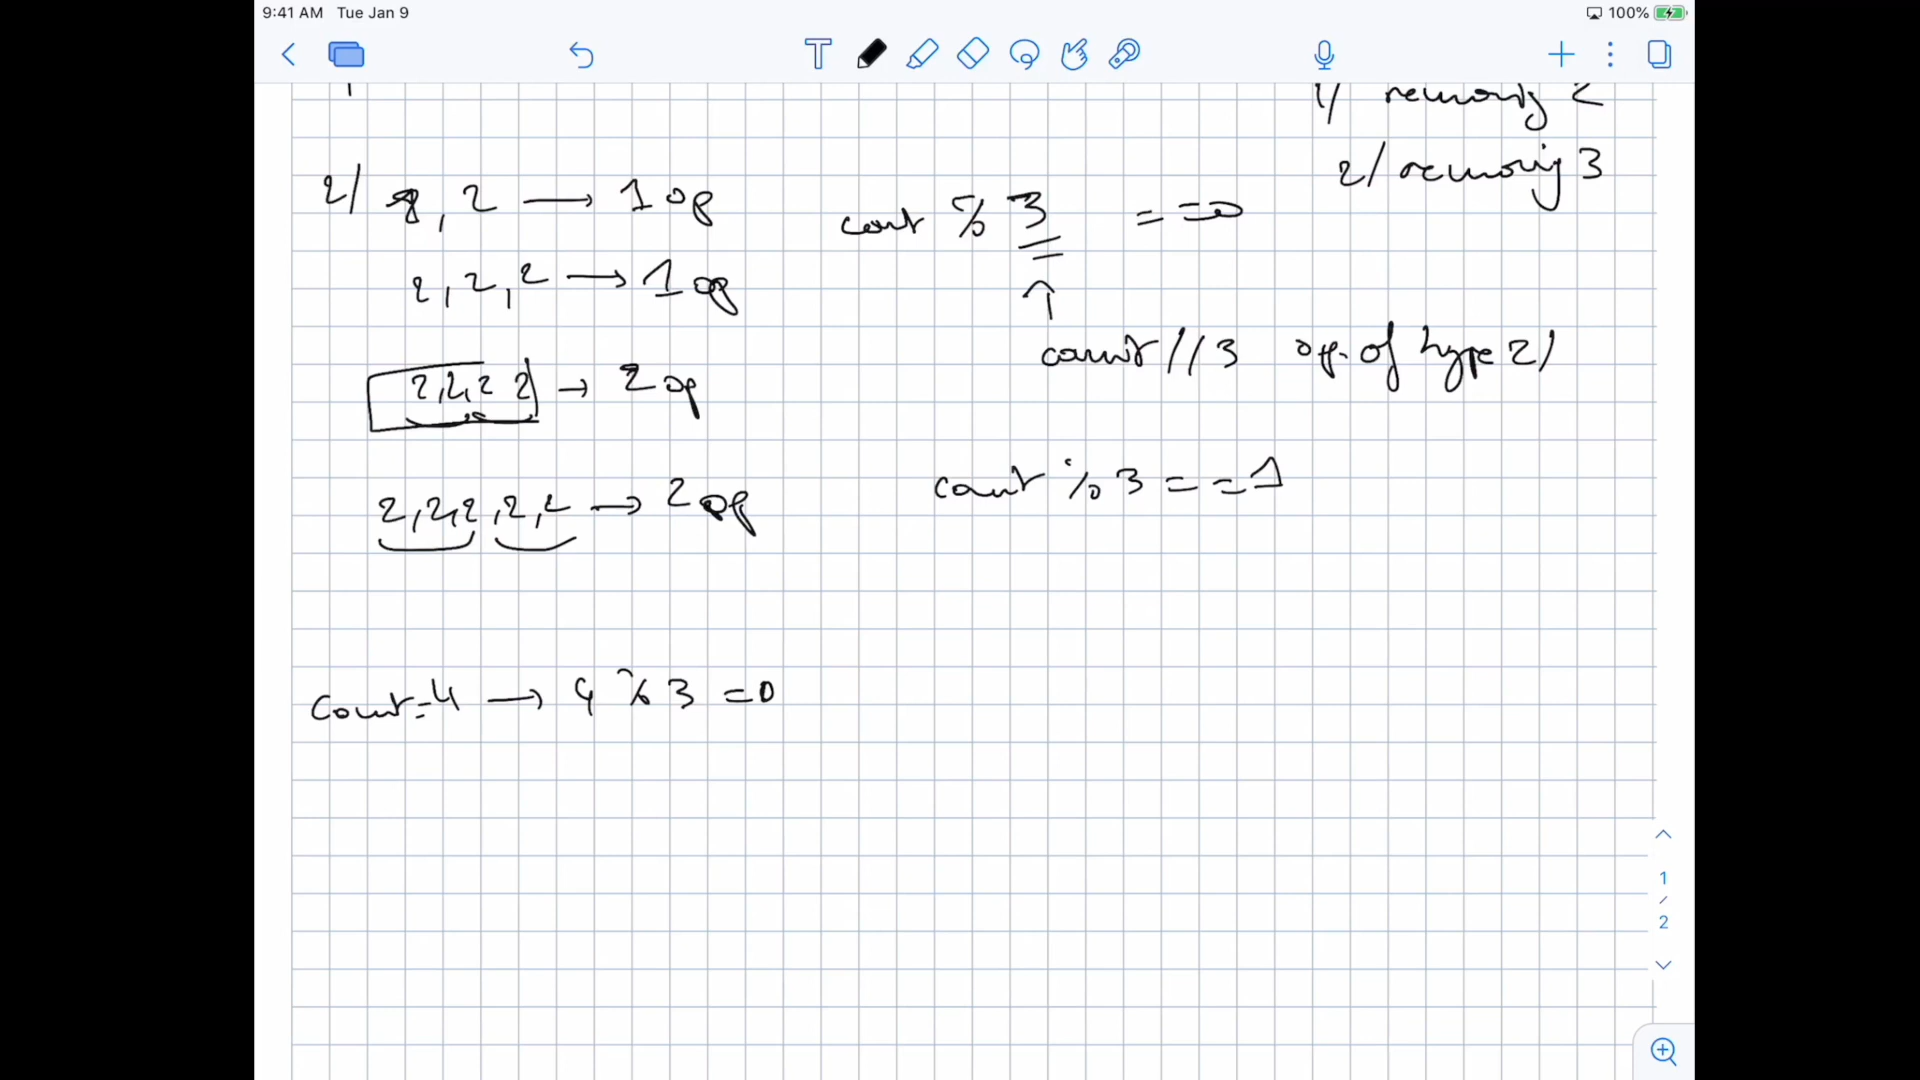 9:41 AM Tue Jan 9
100%
1/ removing 2
2/ removing 3
2/ 2, 2 → 1 op
count % 3 == 0
2, 2, 2 → 1 op
count // 3 op. of type 2/
2,2,2 2 → 2 op
2,2,2,2,2 → 2 op
count % 3 == 1
count=4 → 4 % 3 = 0
1
/
2